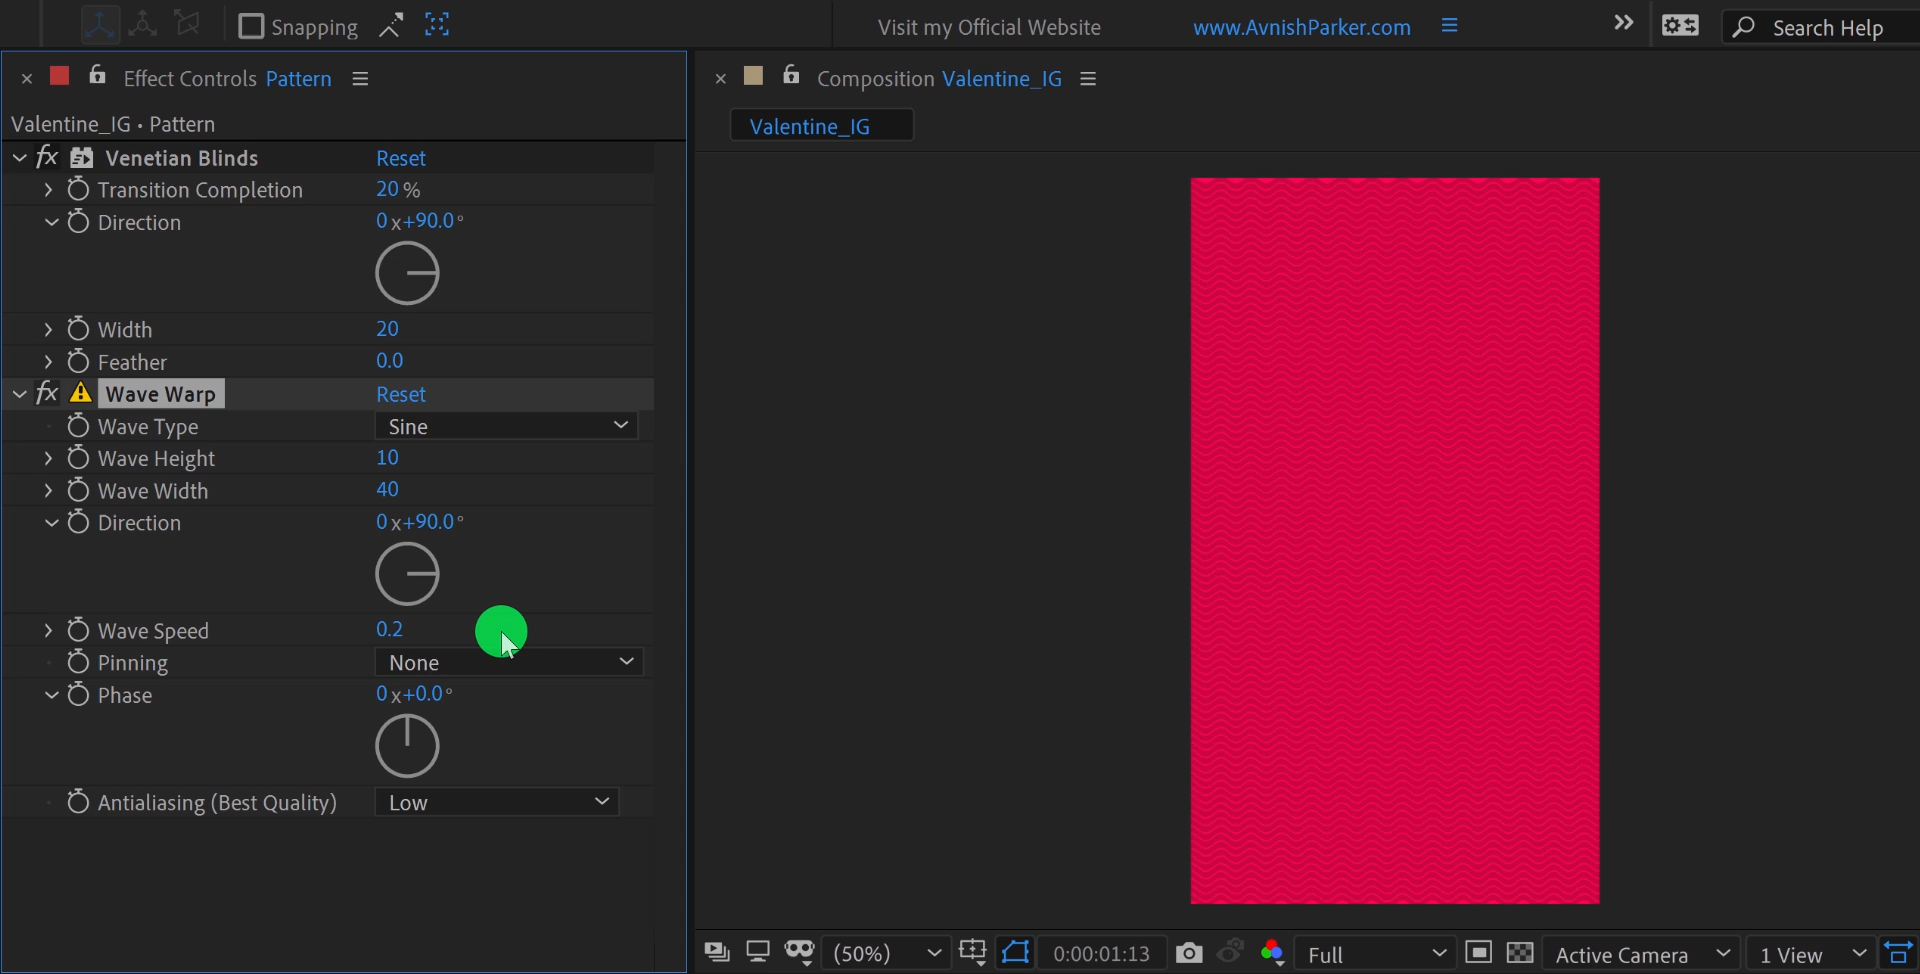 Snapping
Visit my Official Website
www.AvnishParker.com
Search Help
Effect Controls Pattern
Valentine_IG • Pattern
fx Venetian Blinds Reset
Transition Completion 20 %
Direction 0 x+90.0°
Width 20
Feather 0.0
fx Wave Warp Reset
Wave Type Sine
Wave Height 10
Wave Width 40
Direction 0 x+90.0°
Wave Speed 0.2
Pinning None
Phase 0 x+0.0°
Antialiasing (Best Quality) Low
Composition Valentine_IG
Valentine_IG
(50%) 0:00:01:13 Full Active Camera 1 View